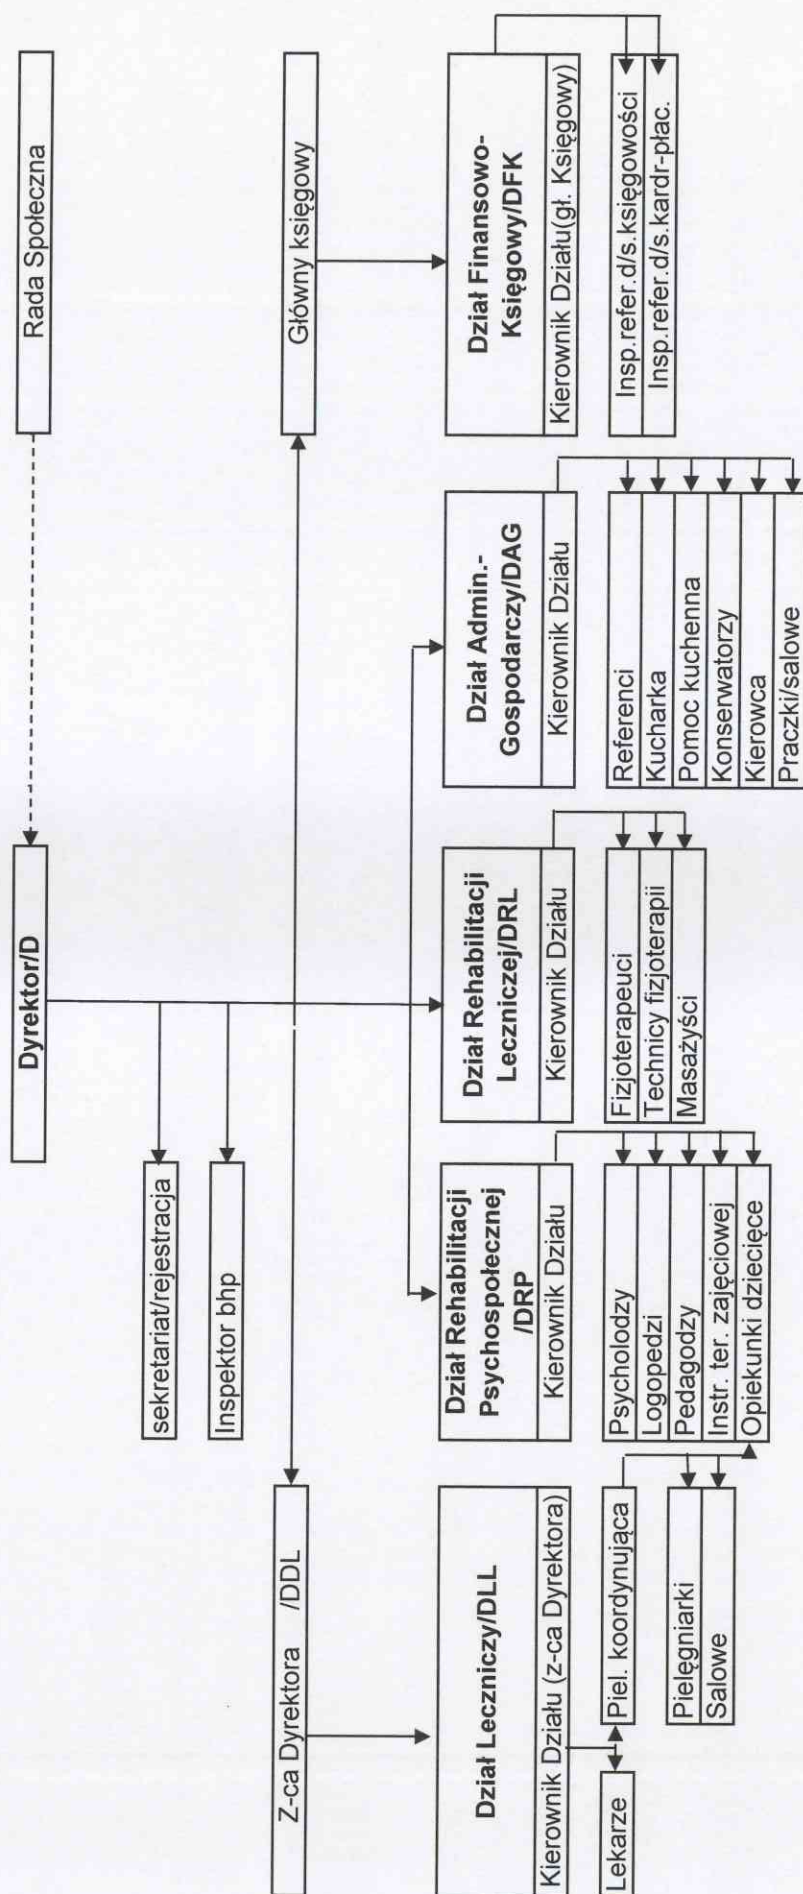 Rada Społeczna
Dyrektor/D
sekretariat/rejestracja
Inspektor bhp
Z-ca Dyrektora /DDL
Główny księgowy
Dział Leczniczy/DLL
Kierownik Działu (z-ca Dyrektora)
Lekarze
Piel. koordynująca
Pielęgniarki
Salowe
Dział Rehabilitacji
Psychospołecznej
/DRP
Kierownik Działu
Psycholodzy
Logopedzi
Pedagodzy
Instr. ter. zajęciowej
Opiekunki dziecięce
Dział Rehabilitacji
Leczniczej/DRL
Kierownik Działu
Fizjoterapeuci
Technicy fizjoterapii
Masażyści
Dział Admin.-
Gospodarczy/DAG
Kierownik Działu
Referenci
Kucharka
Pomoc kuchenna
Konserwatorzy
Kierowca
Praczki/salowe
Dział Finansowo-
Księgowy/DFK
Kierownik Działu(gł. Księgowy)
Insp.refer.d/s.księgowości
Insp.refer.d/s.kardr-płac.